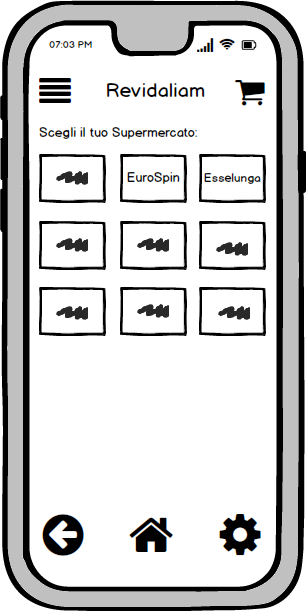 07:03 PM
Revidaliam
Scegli il tuo Supermercato:
EuroSpin
Esselunga